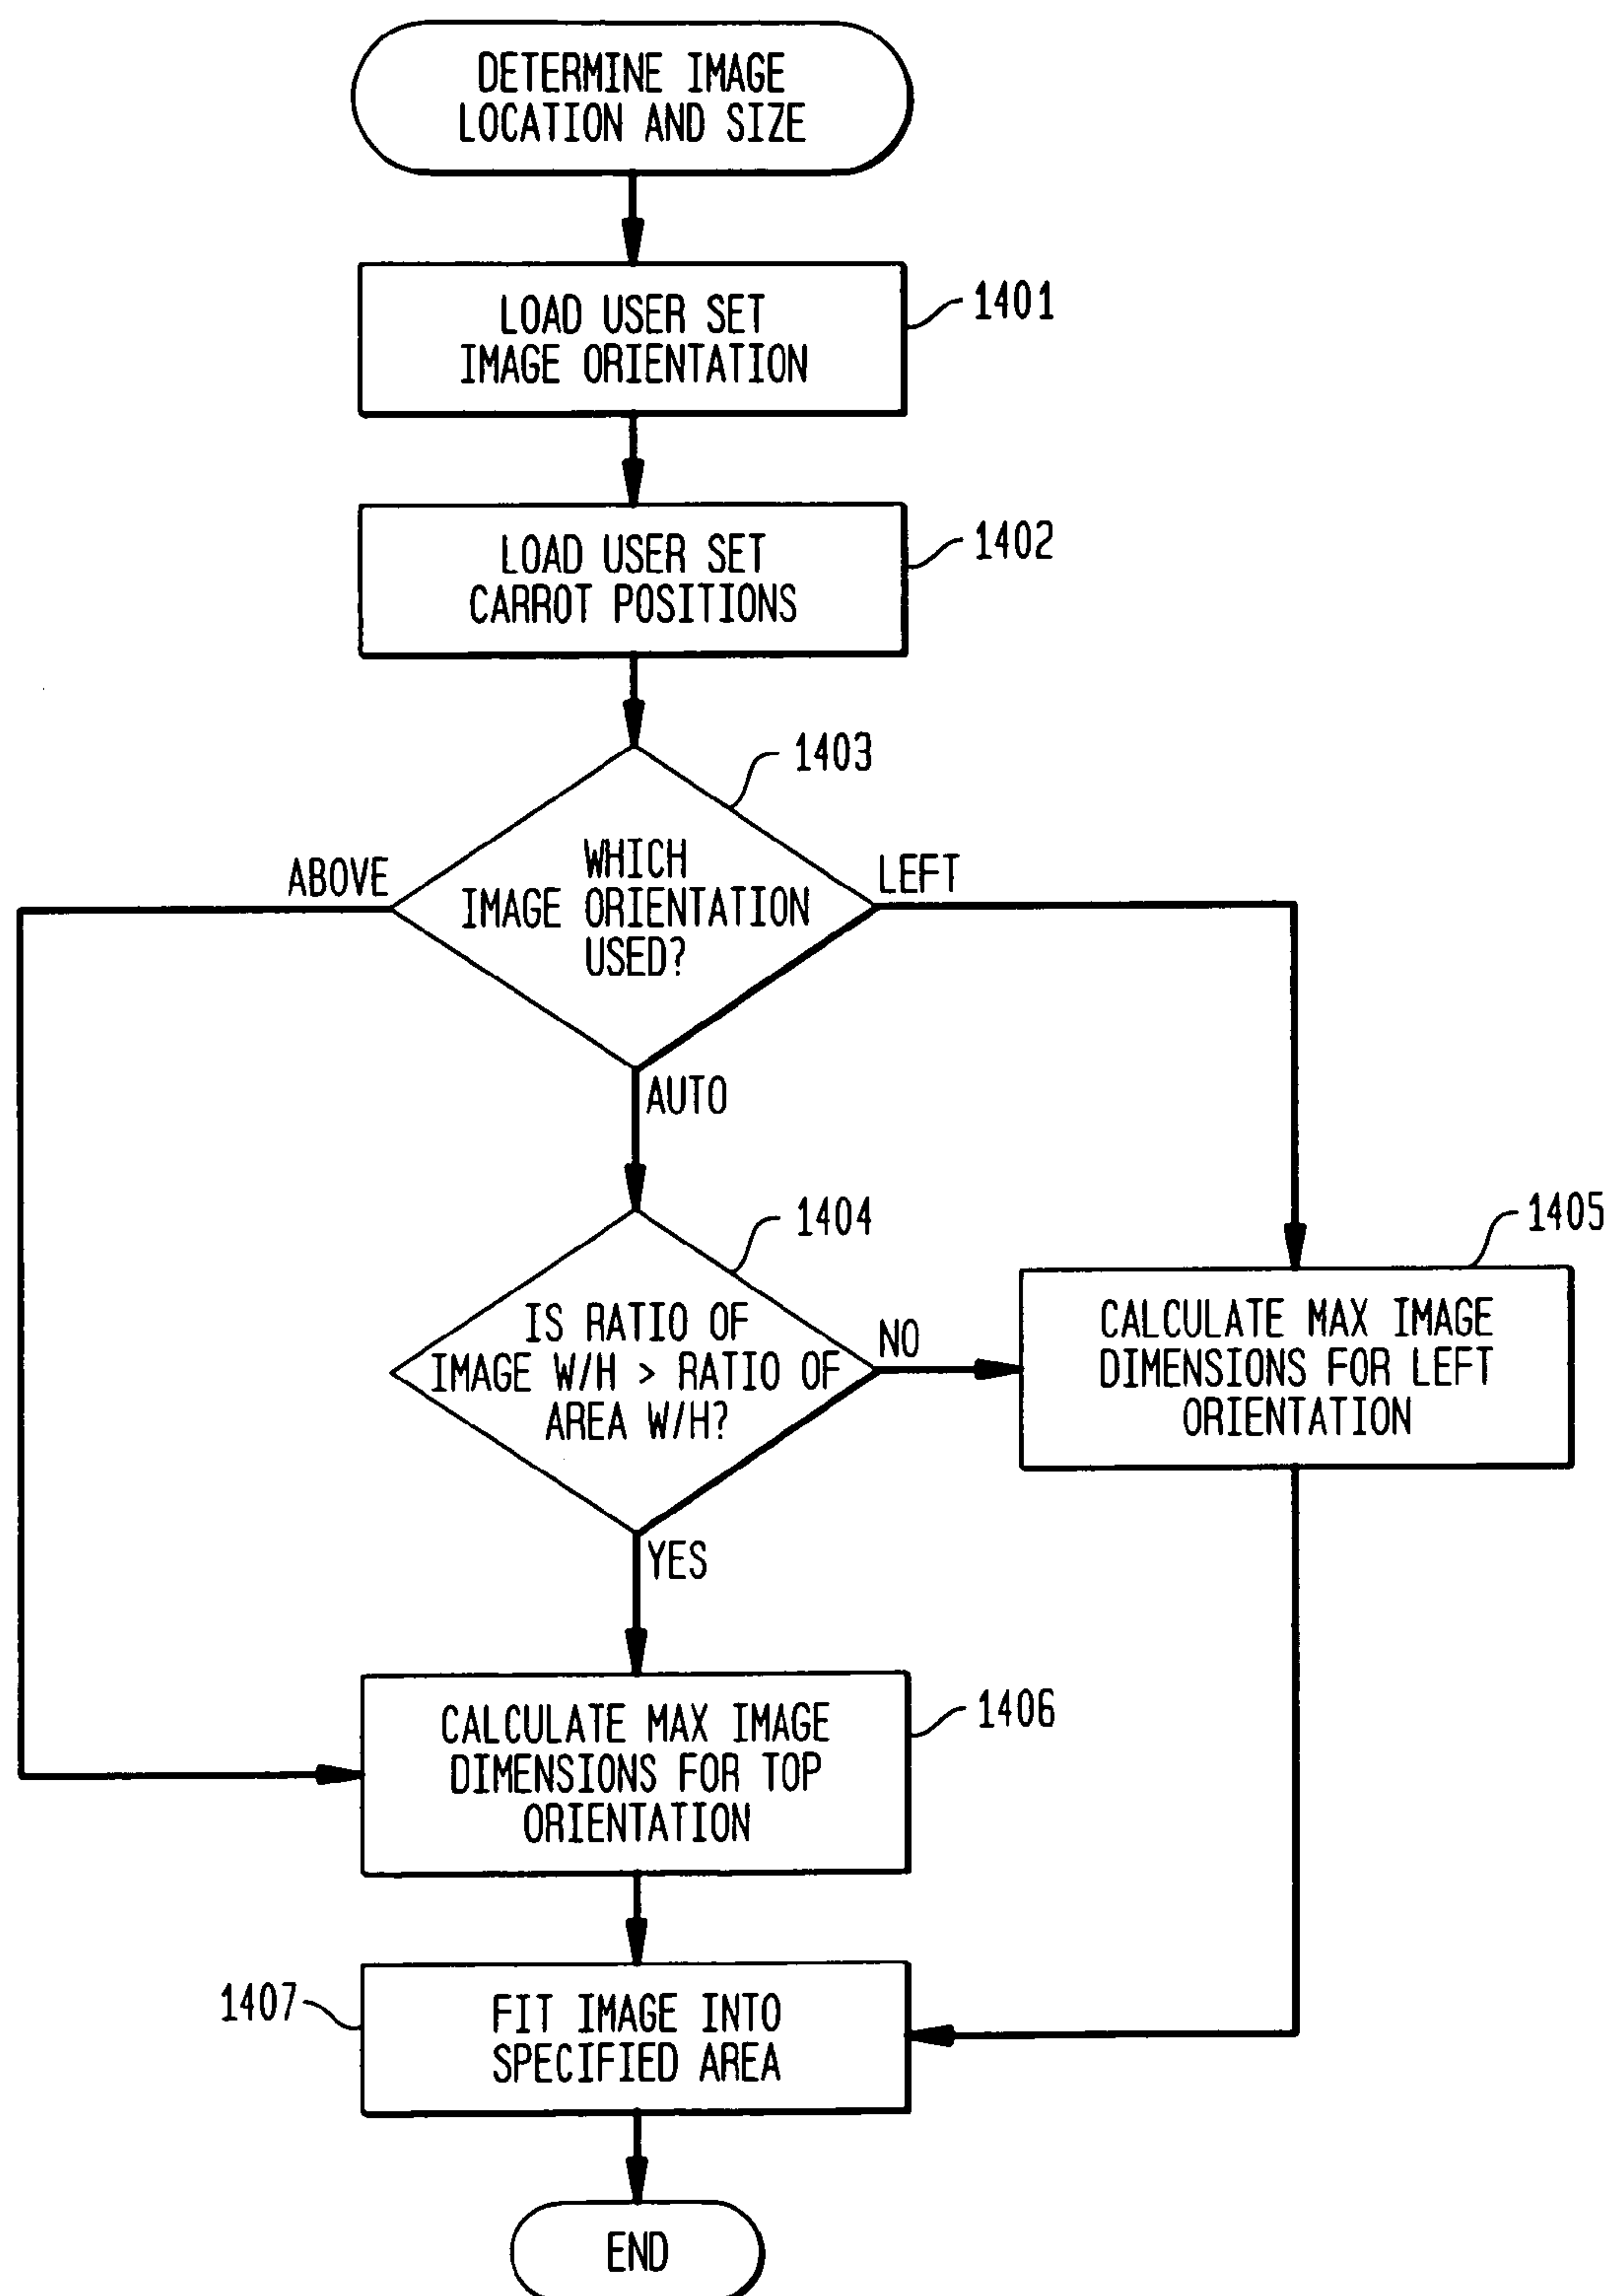 DETERMINE IMAGE
LOCATION AND SIZE
LOAD USER SET
IMAGE ORIENTATION
1401
LOAD USER SET
CARROT POSITIONS
1402
1403
WHICH
IMAGE ORIENTATION
USED?
ABOVE
LEFT
AUTO
1404
IS RATIO OF
IMAGE W/H > RATIO OF
AREA W/H?
NO
YES
1405
CALCULATE MAX IMAGE
DIMENSIONS FOR LEFT
ORIENTATION
CALCULATE MAX IMAGE
DIMENSIONS FOR TOP
ORIENTATION
1406
1407
FIT IMAGE INTO
SPECIFIED AREA
END